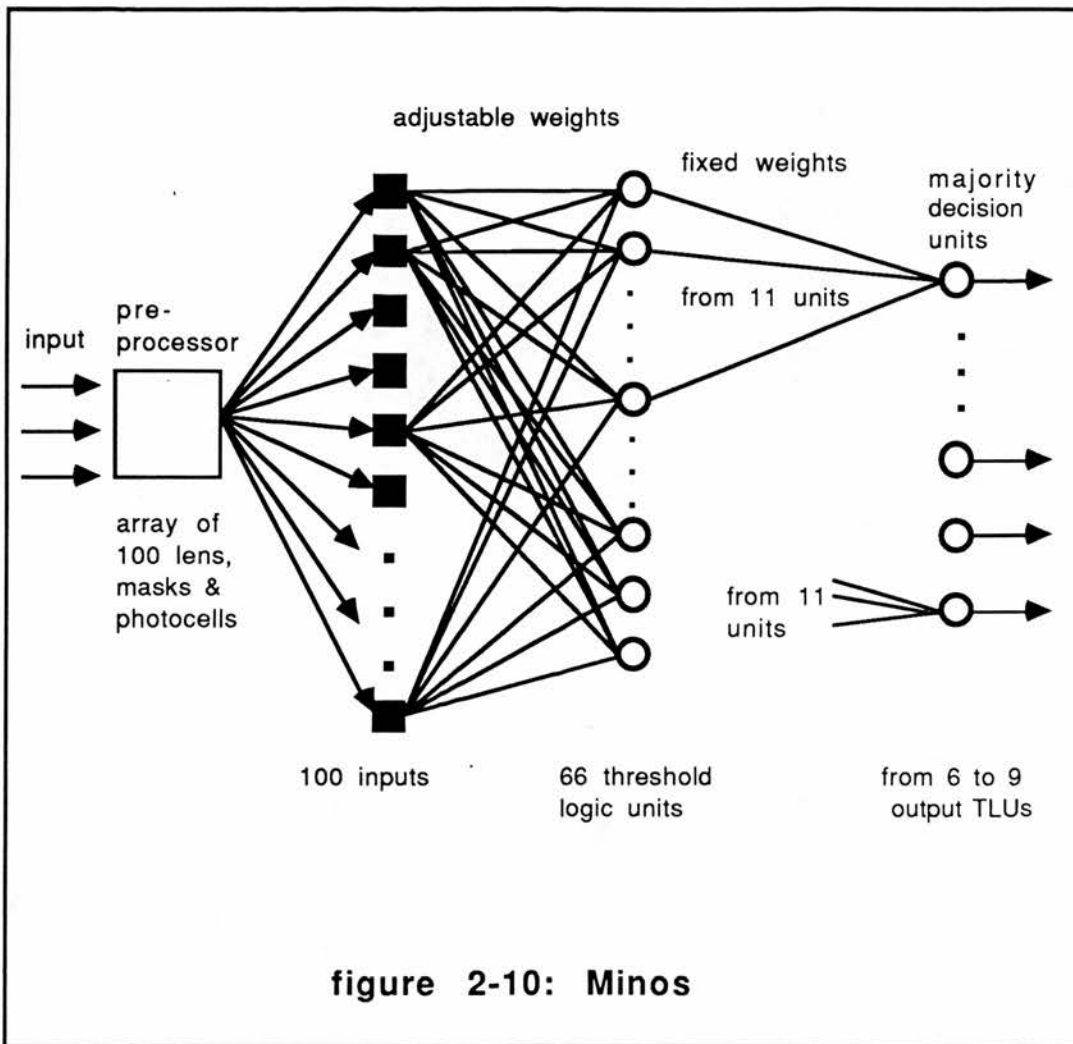 adjustable weights
fixed weights
majority
decision
units
from 11 units
input
pre-
processor
array of
100 lens,
masks &
photocells
from 11
units
100 inputs
66 threshold
logic units
from 6 to 9
output TLUs
figure 2-10: Minos